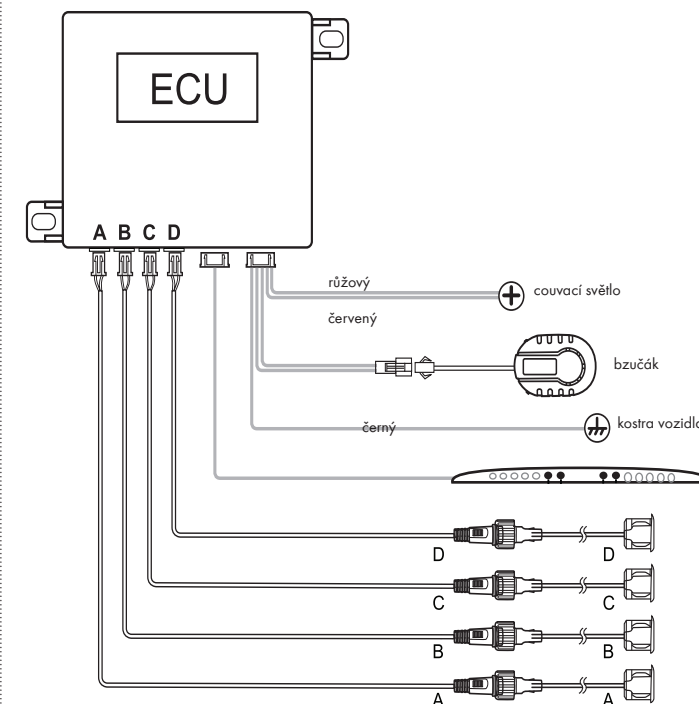 ECU
A B C D
růžový
couvací světlo
červený
bzučák
černý
kostra vozidla
D D
C C
B B
A A